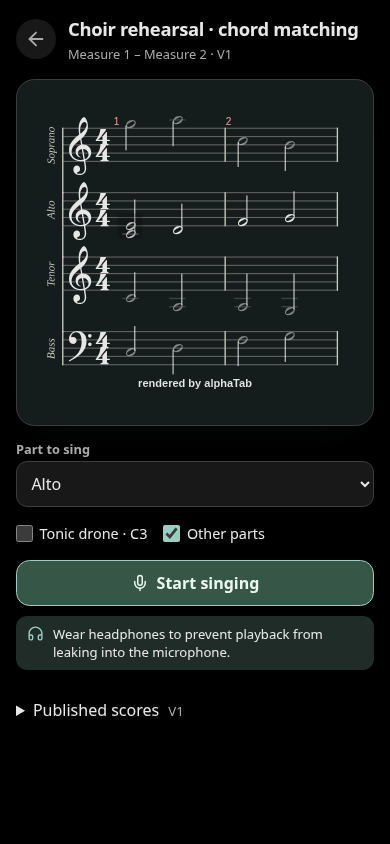 Choir rehearsal · chord matching
Measure 1 – Measure 2 · V1
1
2
Soprano
Alto
Tenor
Bass
rendered by alphaTab
Part to sing
Alto
Tonic drone · C3
Other parts
Start singing
Wear headphones to prevent playback from
leaking into the microphone.
Published scores V1